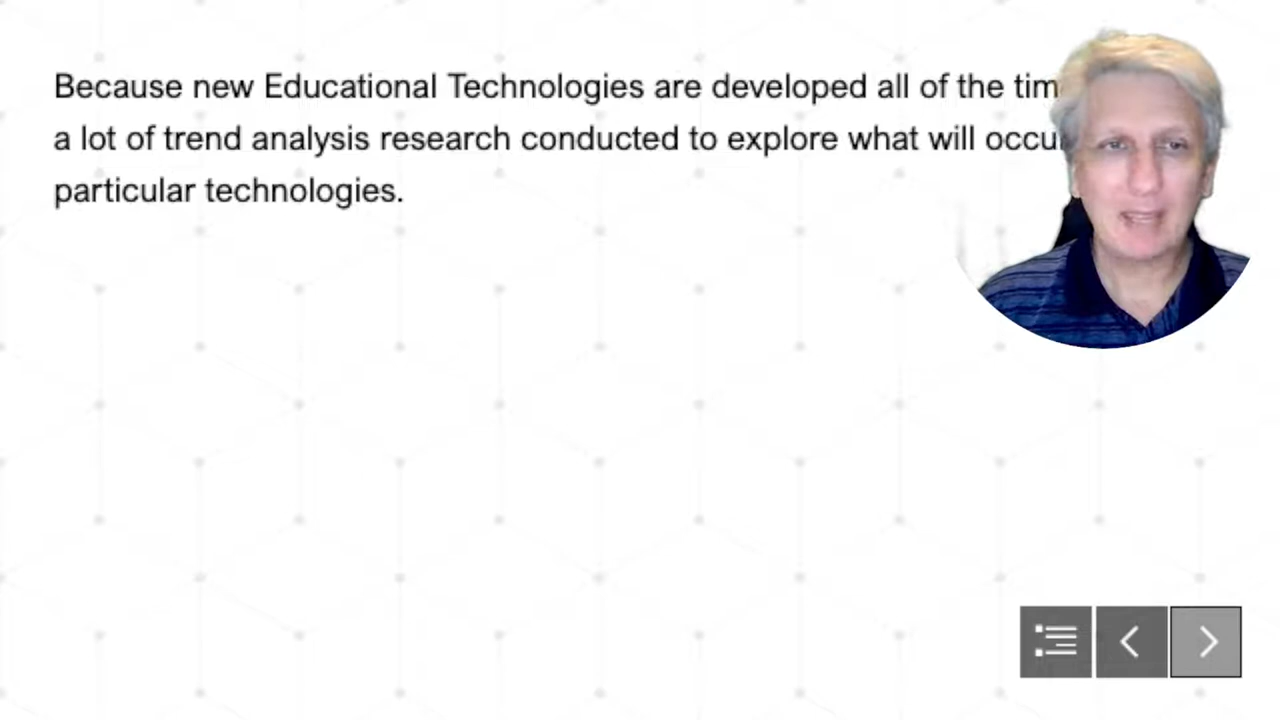 Because new Educational Technologies are developed all of the
a lot of trend analysis research conducted to explore what will
particular technologies.